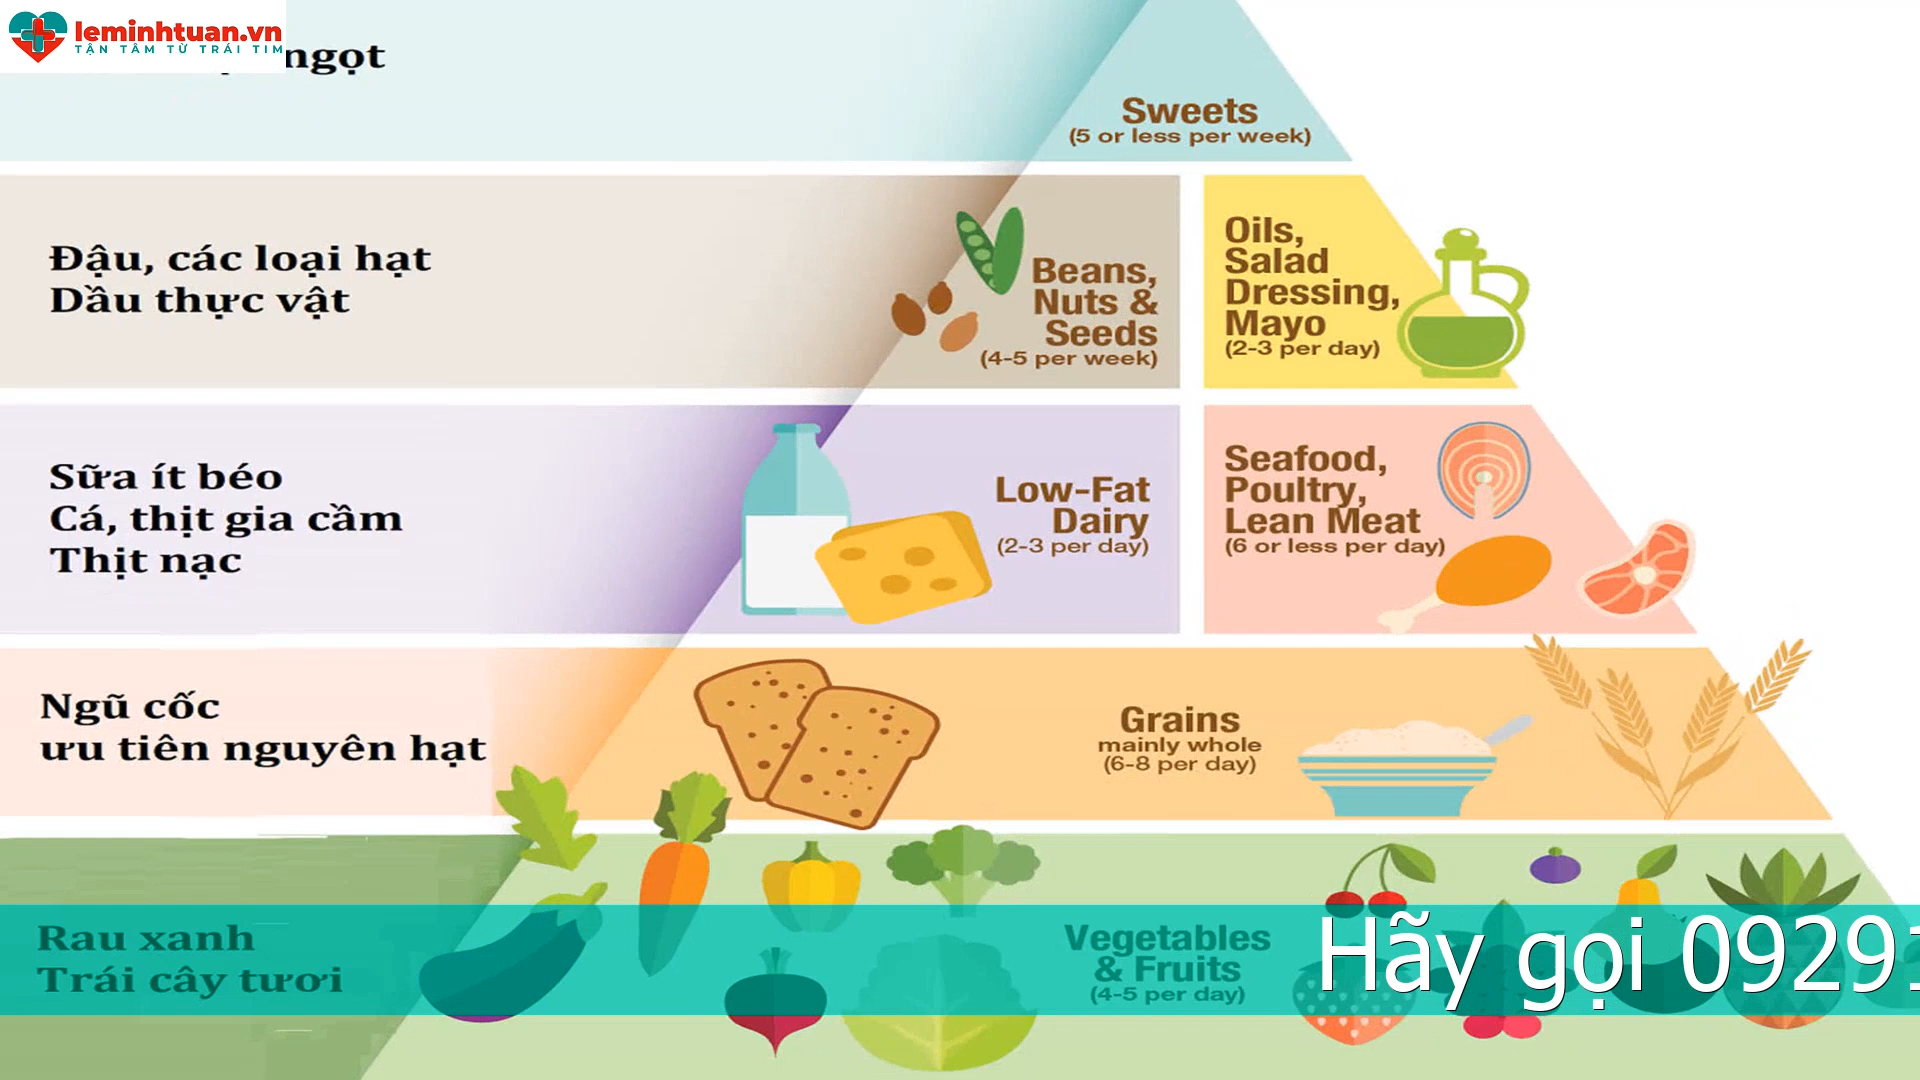 leminhtuan.vn
TẬN TÂM TỪ TRÁI TIM
ngọt
Sweets
(5 or less per week)
Đậu, các loại hạt
Dầu thực vật
Beans,
Nuts &
Seeds
(4-5 per week)
Oils,
Salad
Dressing,
Mayo
(2-3 per day)
Sữa ít béo
Cá, thịt gia cầm
Thịt nạc
Low-Fat
Dairy
(2-3 per day)
Seafood,
Poultry,
Lean Meat
(6 or less per day)
Ngũ cốc
ưu tiên nguyên hạt
Grains
mainly whole
(6-8 per day)
Rau xanh
Trái cây tươi
Vegetables
& Fruits
(4-5 per day)
Hãy gọi 09291